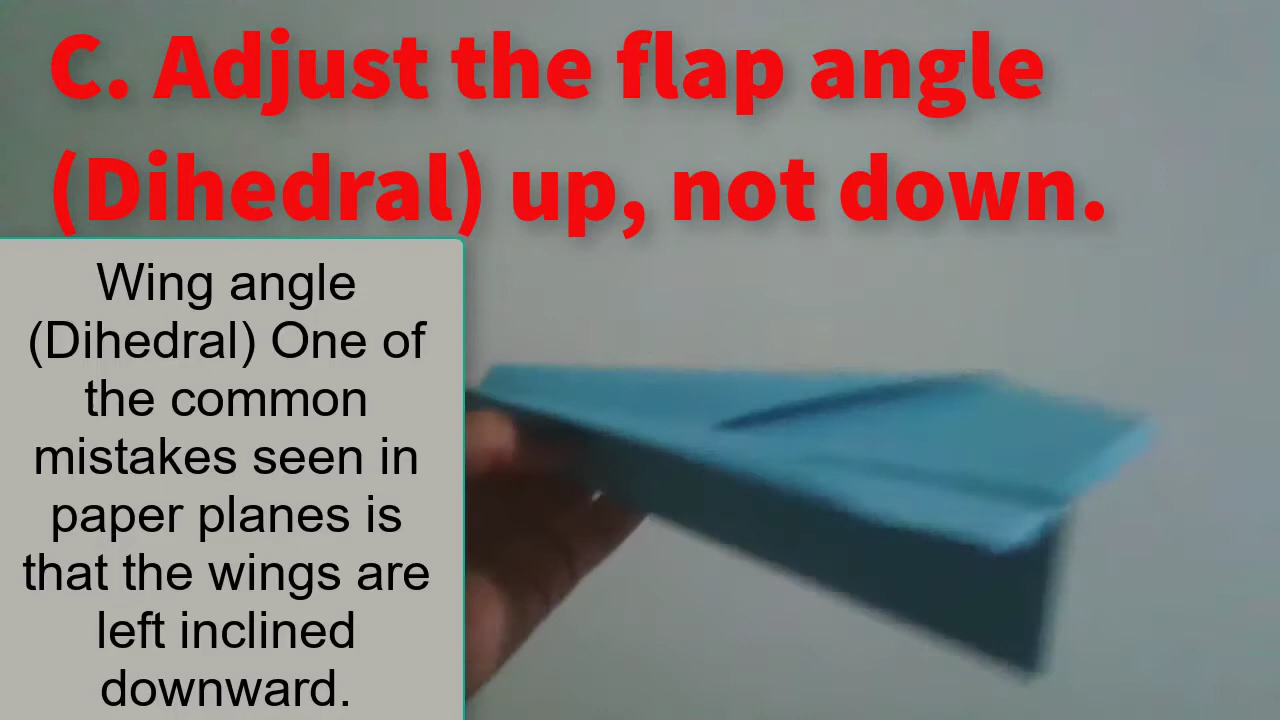 C. Adjust the flap angle
(Dihedral) up, not down.
Wing angle
(Dihedral) One of
the common
mistakes seen in
paper planes is
that the wings are
left inclined
downward.